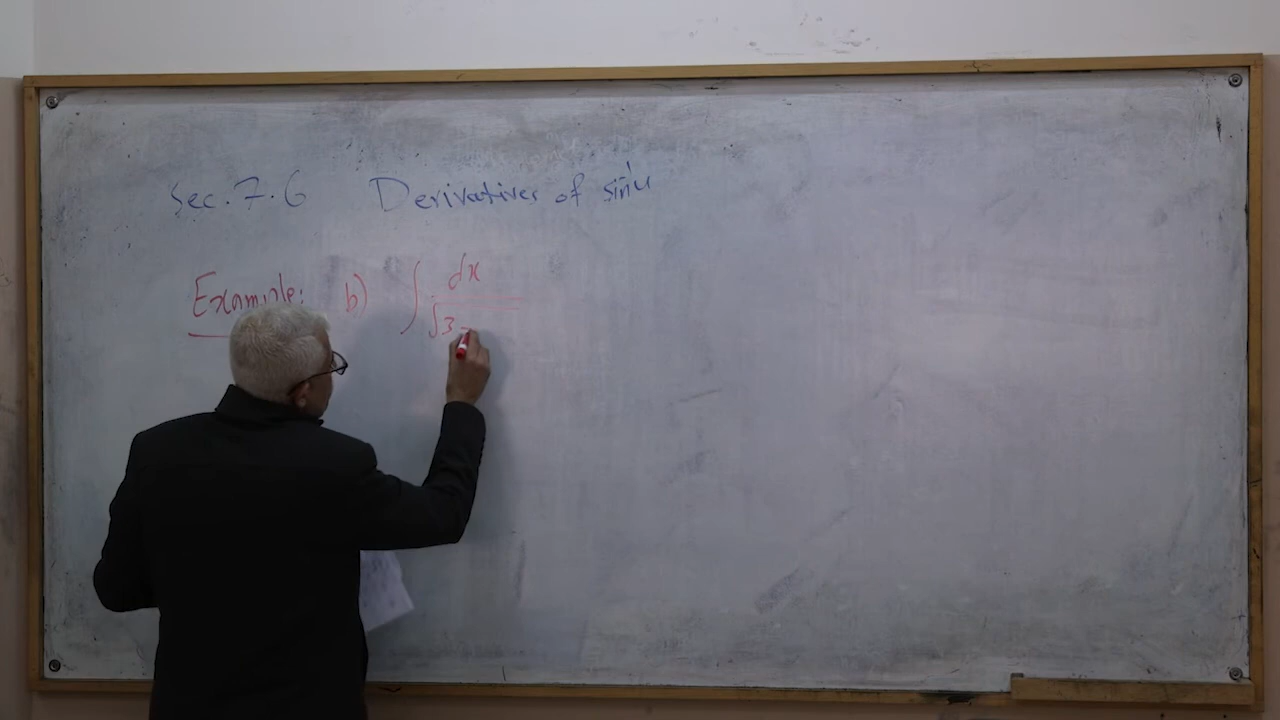 Sec. 7.6 Derivatives of sin⁻¹u
Example: b) ∫ dx / √3 -